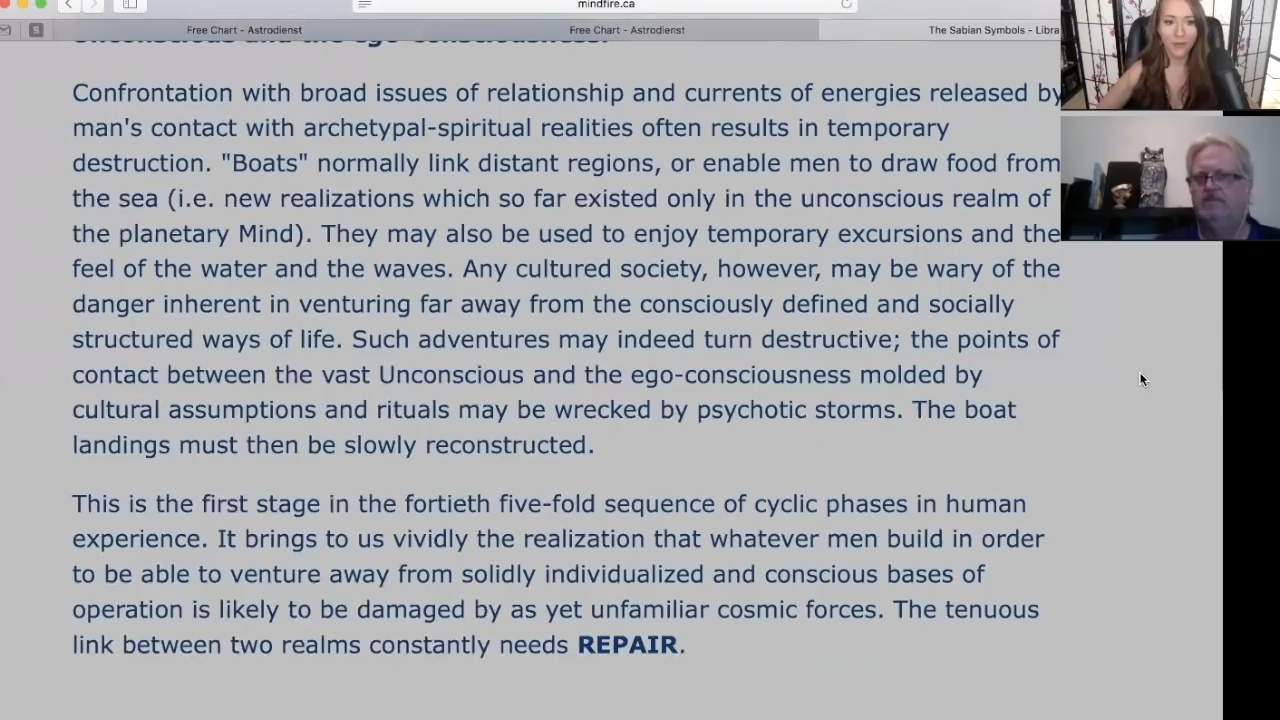 mindfire.ca
S
Free Chart - Astrodienst
Free Chart - Astrodienst
The Sabian Symbols - Libra
Unconscious and the ego-consciousness.
Confrontation with broad issues of relationship and currents of energies released by
man's contact with archetypal-spiritual realities often results in temporary
destruction. "Boats" normally link distant regions, or enable men to draw food from
the sea (i.e. new realizations which so far existed only in the unconscious realm of
the planetary Mind). They may also be used to enjoy temporary excursions and the
feel of the water and the waves. Any cultured society, however, may be wary of the
danger inherent in venturing far away from the consciously defined and socially
structured ways of life. Such adventures may indeed turn destructive; the points of
contact between the vast Unconscious and the ego-consciousness molded by
cultural assumptions and rituals may be wrecked by psychotic storms. The boat
landings must then be slowly reconstructed.
This is the first stage in the fortieth five-fold sequence of cyclic phases in human
experience. It brings to us vividly the realization that whatever men build in order
to be able to venture away from solidly individualized and conscious bases of
operation is likely to be damaged by as yet unfamiliar cosmic forces. The tenuous
link between two realms constantly needs REPAIR.